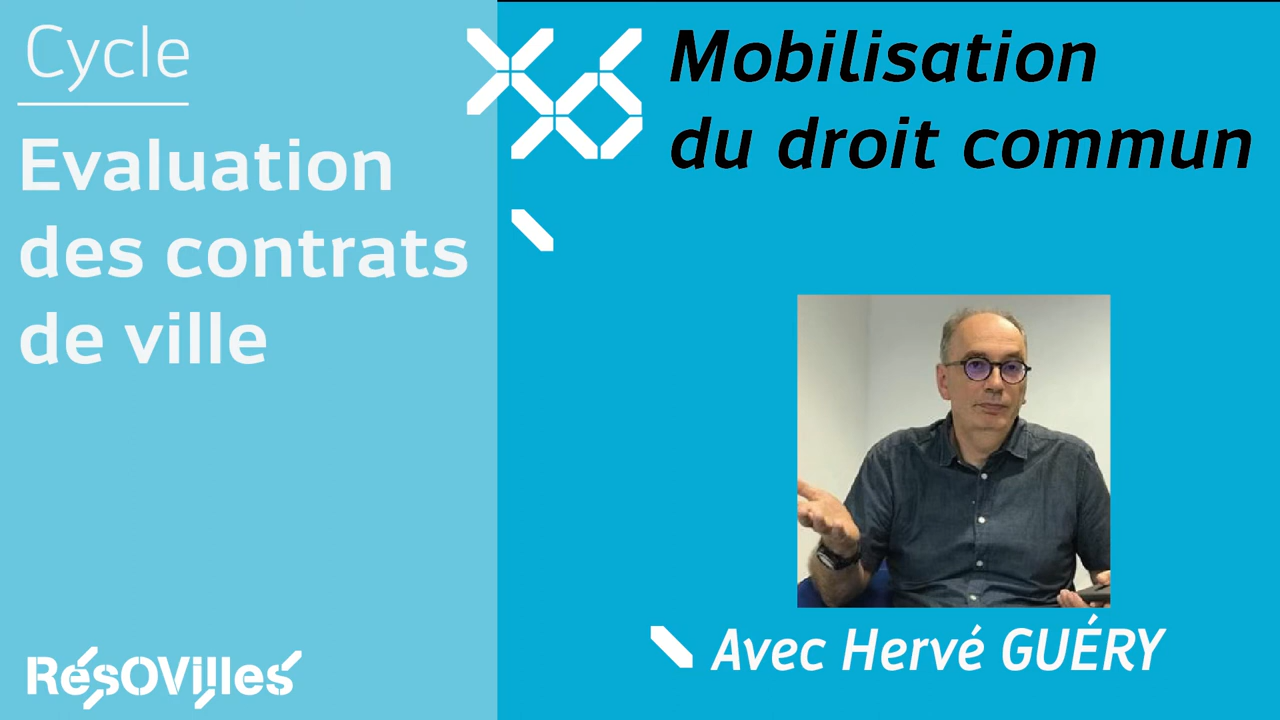 Cycle
Evaluation
des contrats
de ville
RésOVilles
Mobilisation
du droit commun
Avec Hervé GUÉRY